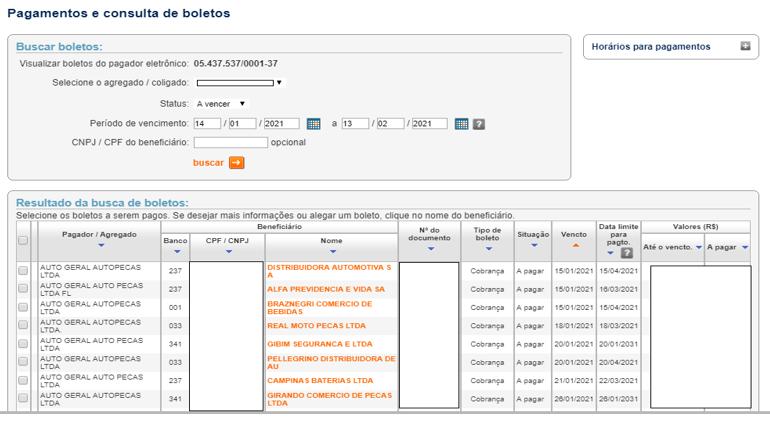 Pagamentos e consulta de boletos
Buscar boletos:
Visualizar boletos do pagador eletrônico: 05.437.537/0001-37
Selecione o agregado / coligado:
Status: A vencer
Período de vencimento: 14 / 01 / 2021 a 13 / 02 / 2021 ?
CNPJ / CPF do beneficiário: opcional
buscar
Horários para pagamentos
Resultado da busca de boletos:
Selecione os boletos a serem pagos. Se desejar mais informações ou alegar um boleto, clique no nome do beneficiário.
Pagador / Agregado
Beneficiário
Banco
CPF / CNPJ
Nome
Nº do
documento
Tipo de
boleto
Situação
Vencto
Data limite
para
pagto.
?
Valores (R$)
Até o vencto.
A pagar
AUTO GERAL AUTOPECAS
LTDA
237
DISTRIBUIDORA AUTOMOTIVA S
A
Cobrança A pagar 15/01/2021 15/04/2021
AUTO GERAL AUTO PECAS
LTDA FL
237
ALFA PREVIDENCIA E VIDA SA
Cobrança A pagar 15/01/2021 16/03/2021
AUTO GERAL AUTOPECAS
LTDA
001
BRAZNEGRI COMERCIO DE
BEBIDAS
Cobrança A pagar 15/01/2021 15/04/2021
AUTO GERAL AUTOPECAS
LTDA.
033
REAL MOTO PECAS LTDA
Cobrança A pagar 18/01/2021 18/03/2021
AUTO GERAL AUTOPECAS
LTDA
341
GIBIM SEGURANCA E LTDA
Cobrança A pagar 20/01/2021 20/01/2031
AUTO GERAL AUTOPECAS
LTDA
033
PELLEGRINO DISTRIBUIDORA DE
AU
Cobrança A pagar 20/01/2021 20/04/2021
AUTO GERAL AUTO PECAS
LTDA
237
CAMPINAS BATERIAS LTDA
Cobrança A pagar 21/01/2021 22/03/2021
AUTO GERAL AUTOPECAS
LTDA
341
GIRANDO COMERCIO DE PECAS
LTDA
Cobrança A pagar 26/01/2021 26/01/2031